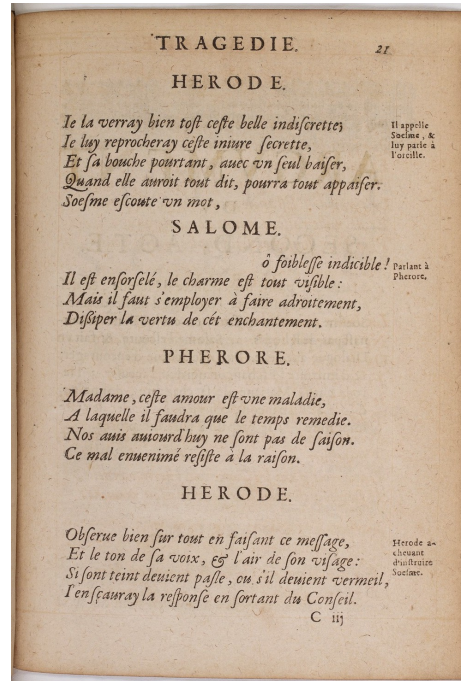 TRAGEDIE. 21
HERODE.
Ie la verray bien toſt ceſte belle indiſcrette;
Ie luy reprocheray ceſte iniure ſecrette,
Et ſa bouche pourtant, auec vn ſeul baiſer,
Quand elle auroit tout dit, pourra tout appaiſer.
Soeſme eſcoute vn mot,
Il appelle
Soeſme, &
luy parle à
l'oreille.
SALOME.
ô foibleſſe indicible !
Parlant à
Pherore.
Il eſt enſorſelé, le charme eſt tout viſible :
Mais il faut s'employer à faire adroitement,
Diſſiper la vertu de cét enchantement.
PHERORE.
Madame, ceſte amour eſt vne maladie,
A laquelle il faudra que le temps remedie.
Nos auis auiourd'huy ne ſont pas de ſaiſon.
Ce mal enuenimé reſiſte à la raiſon.
HERODE.
Obſerue bien ſur tout en faiſant ce meſſage,
Et le ton de ſa voix, & l'air de ſon viſage :
Si ſont teint deuient paſle, ou s'il deuient vermeil,
I'en ſçauray la reſponſe en ſortant du Conſeil.
Herode a-
cheuant
d'inſtruire
Soeſme.
C iij